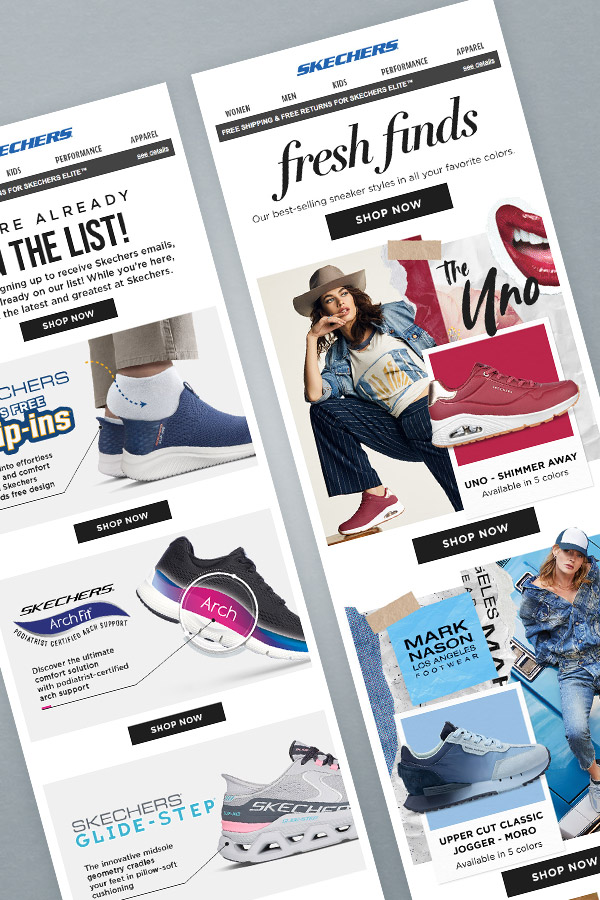 SKECHERS
KIDS
PERFORMANCE
APPAREL
FOR SKECHERS ELITE™
see details
ALREADY
THE LIST!
signing up to receive Skechers emails,
already on our list! While you're here,
the latest and greatest at Skechers.
SHOP NOW
FREE
into effortless
and comfort
Skechers
free design
SHOP NOW
SKECHERS
Arch Fit
PODIATRIST CERTIFIED ARCH SUPPORT
Arch
Discover the ultimate
comfort solution
with podiatrist-certified
arch support
SHOP NOW
SKECHERS
GLIDE-STEP
SKECHERS
The innovative midsole
geometry cradles
your feet in pillow-soft
cushioning
SKECHERS
WOMEN
MEN
KIDS
PERFORMANCE
APPAREL
FREE SHIPPING & FREE RETURNS FOR SKECHERS ELITE™
see details
fresh finds
Our best-selling sneaker styles in all your favorite colors.
SHOP NOW
The
Uno
UNO - SHIMMER AWAY
Available in 5 colors
SHOP NOW
MARK
NASON
LOS ANGELES
FOOTWEAR
UPPER CUT CLASSIC
JOGGER - MORO
Available in 5 colors
SHOP NOW